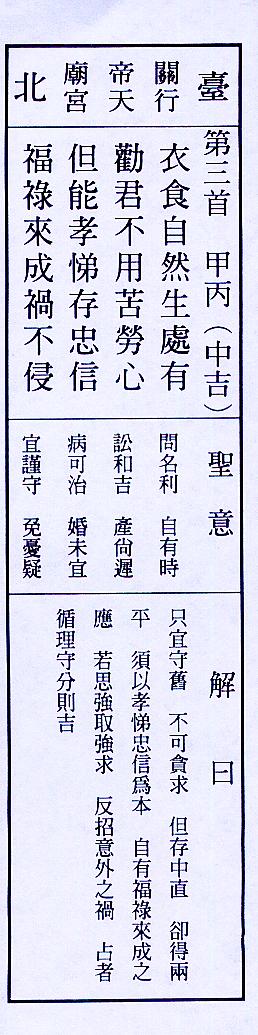 臺
關行
帝天
廟宮
北
第三首　甲丙（中吉）
衣食自然生處有
勸君不用苦勞心
但能孝悌存忠信
福祿來成禍不侵
聖意
問名利　自有時
訟和吉　產尚遲
病可治　婚未宜
宜謹守　免憂疑
解曰
只宜守舊　不可貪求　但存中直　卻得兩
平　須以孝悌忠信為本　自有福祿來成之
應　若思強取強求　反招意外之禍　占者
循理守分則吉